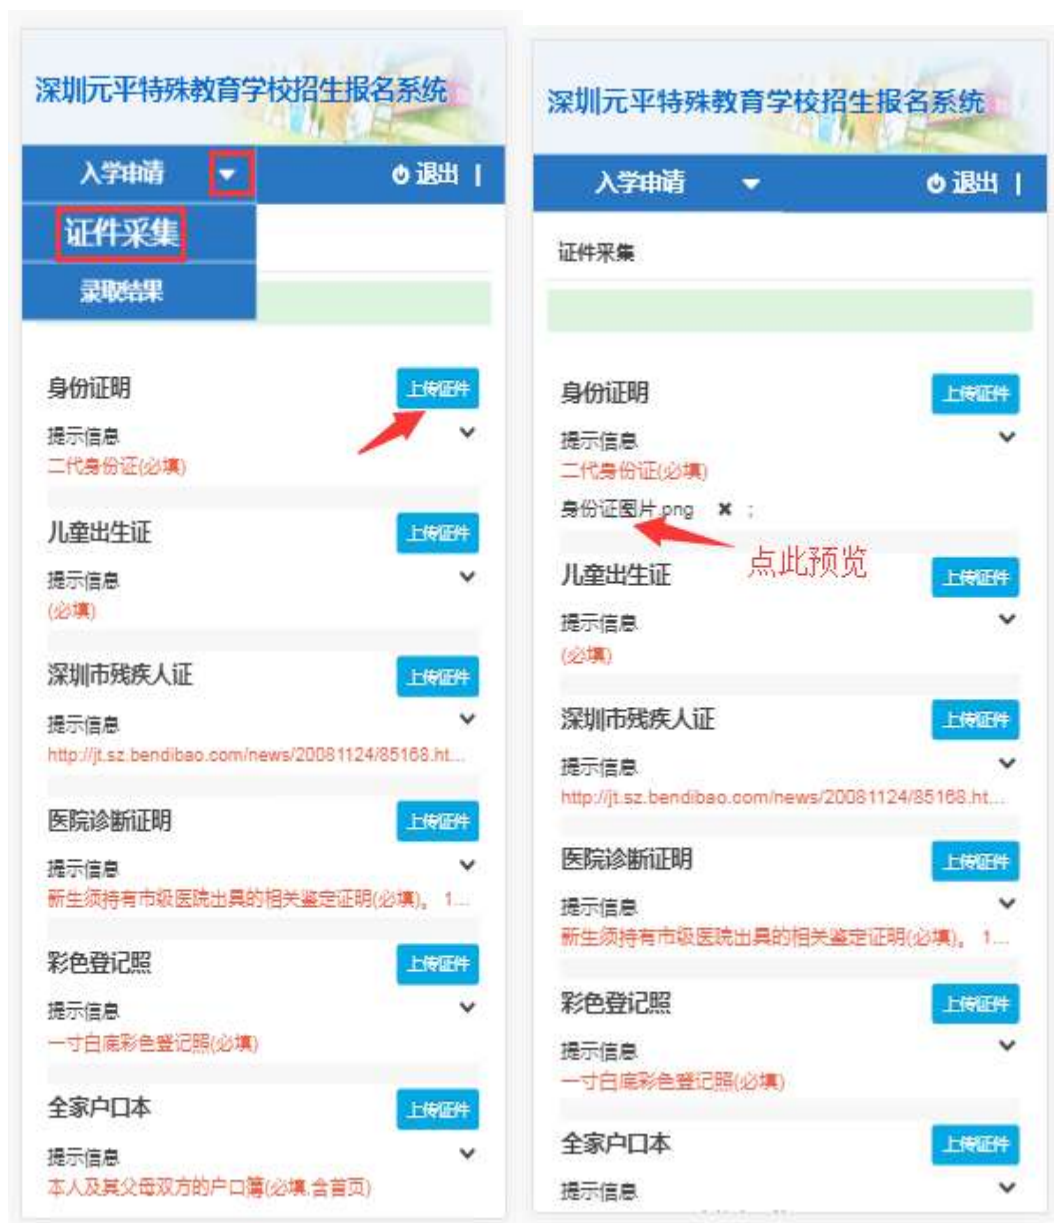 深圳元平特殊教育学校招生报名系统
入学申请 退出 |
证件采集
录取结果
身份证明 上传证件
提示信息
二代身份证(必填)
儿童出生证 上传证件
提示信息
(必填)
深圳市残疾人证 上传证件
提示信息
http://jt.sz.bendibao.com/news/20081124/85168.ht...
医院诊断证明 上传证件
提示信息
新生须持有市级医院出具的相关鉴定证明(必填)。 1...
彩色登记照 上传证件
提示信息
一寸白底彩色登记照(必填)
全家户口本 上传证件
提示信息
本人及其父母双方的户口簿(必填,含首页)
深圳元平特殊教育学校招生报名系统
入学申请 退出 |
证件采集
身份证明 上传证件
提示信息
二代身份证(必填)
身份证图片.png ✖ ;
点此预览
儿童出生证 上传证件
提示信息
(必填)
深圳市残疾人证 上传证件
提示信息
http://jt.sz.bendibao.com/news/20081124/85168.ht...
医院诊断证明 上传证件
提示信息
新生须持有市级医院出具的相关鉴定证明(必填)。 1...
彩色登记照 上传证件
提示信息
一寸白底彩色登记照(必填)
全家户口本 上传证件
提示信息